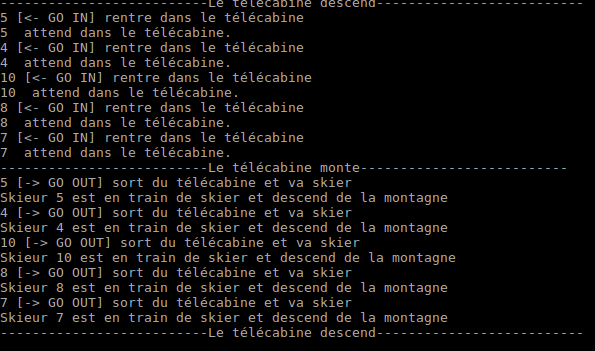 --------------------------Le télécabine descend--------------------------
5 [<- GO IN] rentre dans le télécabine
5  attend dans le télécabine.
4 [<- GO IN] rentre dans le télécabine
4  attend dans le télécabine.
10 [<- GO IN] rentre dans le télécabine
10  attend dans le télécabine.
8 [<- GO IN] rentre dans le télécabine
8  attend dans le télécabine.
7 [<- GO IN] rentre dans le télécabine
7  attend dans le télécabine.
--------------------------Le télécabine monte--------------------------
5 [-> GO OUT] sort du télécabine et va skier
Skieur 5 est en train de skier et descend de la montagne
4 [-> GO OUT] sort du télécabine et va skier
Skieur 4 est en train de skier et descend de la montagne
10 [-> GO OUT] sort du télécabine et va skier
Skieur 10 est en train de skier et descend de la montagne
8 [-> GO OUT] sort du télécabine et va skier
Skieur 8 est en train de skier et descend de la montagne
7 [-> GO OUT] sort du télécabine et va skier
Skieur 7 est en train de skier et descend de la montagne
--------------------------Le télécabine descend--------------------------